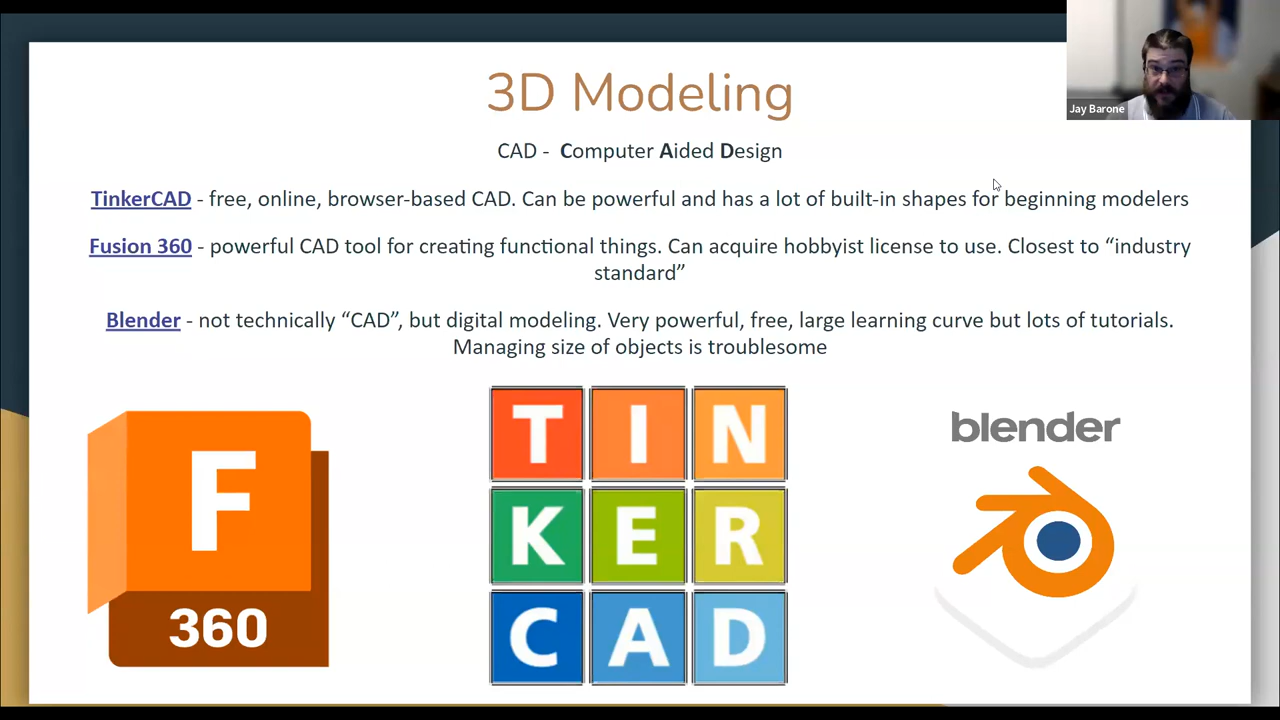 3D Modeling
Jay Barone
CAD - Computer Aided Design
TinkerCAD - free, online, browser-based CAD. Can be powerful and has a lot of built-in shapes for beginning modelers
Fusion 360 - powerful CAD tool for creating functional things. Can acquire hobbyist license to use. Closest to “industry
standard”
Blender - not technically “CAD”, but digital modeling. Very powerful, free, large learning curve but lots of tutorials.
Managing size of objects is troublesome
F
360
T I N
K E R
C A D
blender